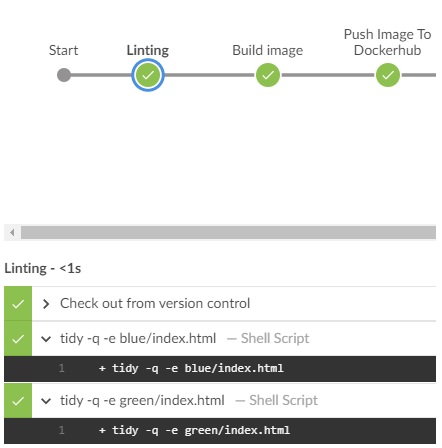 Start
Linting
Build image
Push Image To
Dockerhub
Linting - <1s
Check out from version control
tidy -q -e blue/index.html — Shell Script
1 + tidy -q -e blue/index.html
tidy -q -e green/index.html — Shell Script
1 + tidy -q -e green/index.html